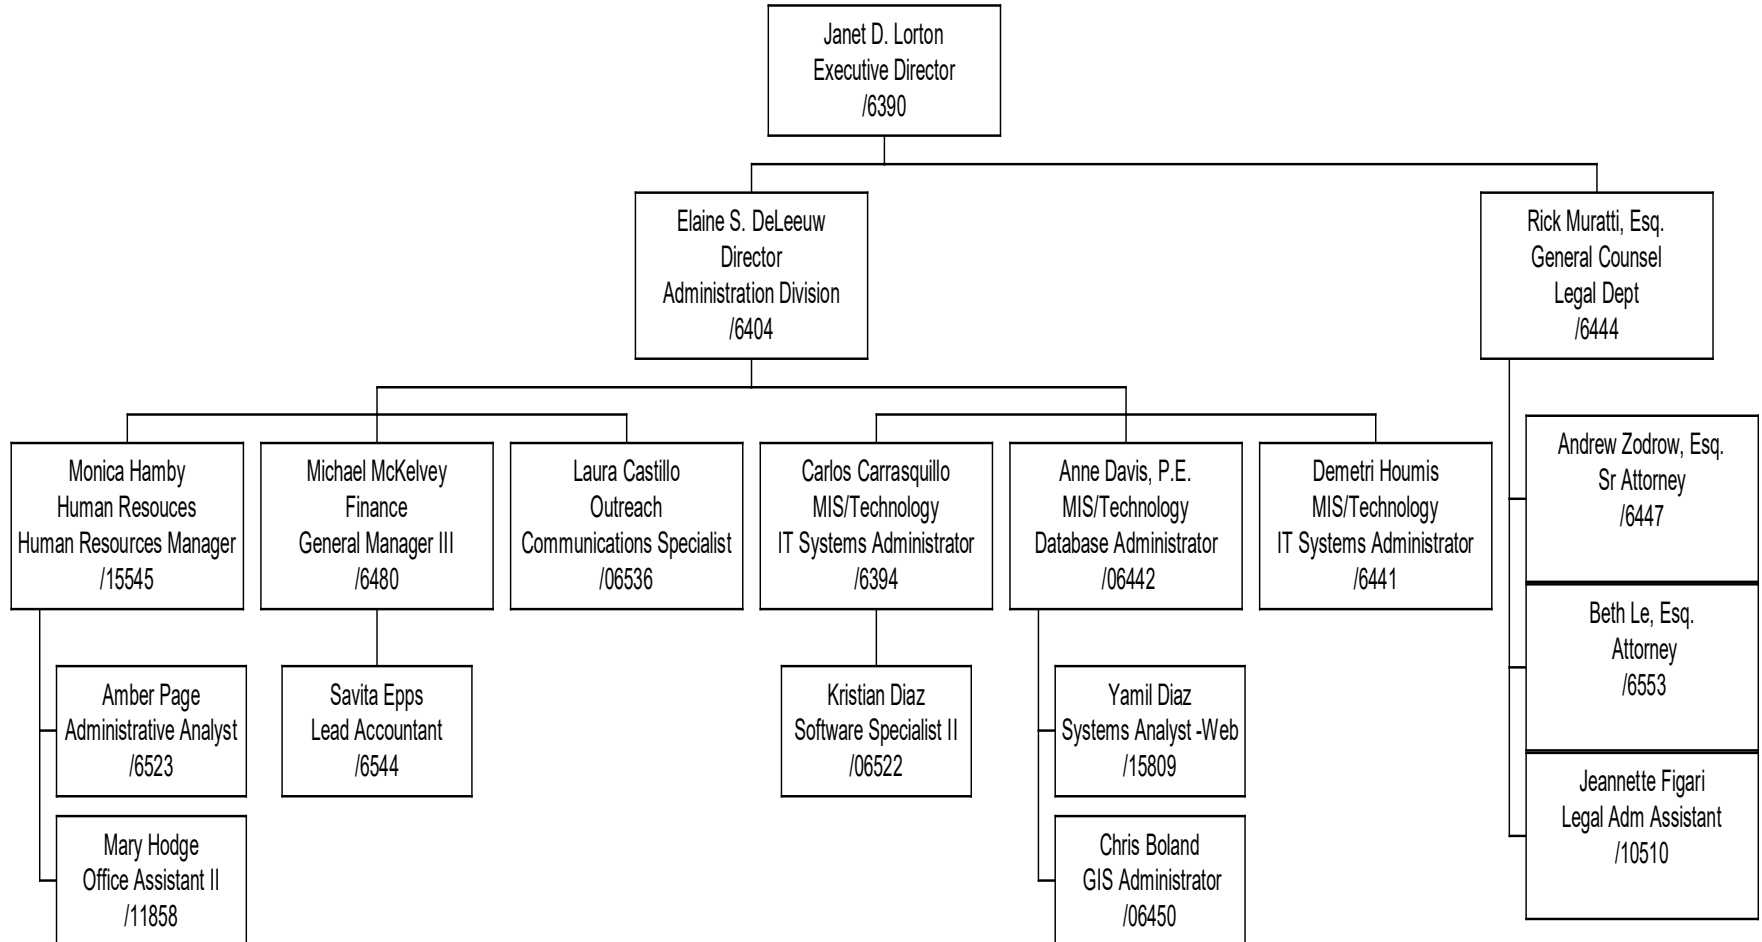 Janet D. Lorton
Executive Director
/6390
Elaine S. DeLeeuw
Director
Administration Division
/6404
Rick Muratti, Esq.
General Counsel
Legal Dept
/6444
Monica Hamby
Human Resouces
Human Resources Manager
/15545
Michael McKelvey
Finance
General Manager III
/6480
Laura Castillo
Outreach
Communications Specialist
/06536
Carlos Carrasquillo
MIS/Technology
IT Systems Administrator
/6394
Anne Davis, P.E.
MIS/Technology
Database Administrator
/06442
Demetri Houmis
MIS/Technology
IT Systems Administrator
/6441
Andrew Zodrow, Esq.
Sr Attorney
/6447
Beth Le, Esq.
Attorney
/6553
Jeannette Figari
Legal Adm Assistant
/10510
Amber Page
Administrative Analyst
/6523
Mary Hodge
Office Assistant II
/11858
Savita Epps
Lead Accountant
/6544
Kristian Diaz
Software Specialist II
/06522
Yamil Diaz
Systems Analyst -Web
/15809
Chris Boland
GIS Administrator
/06450